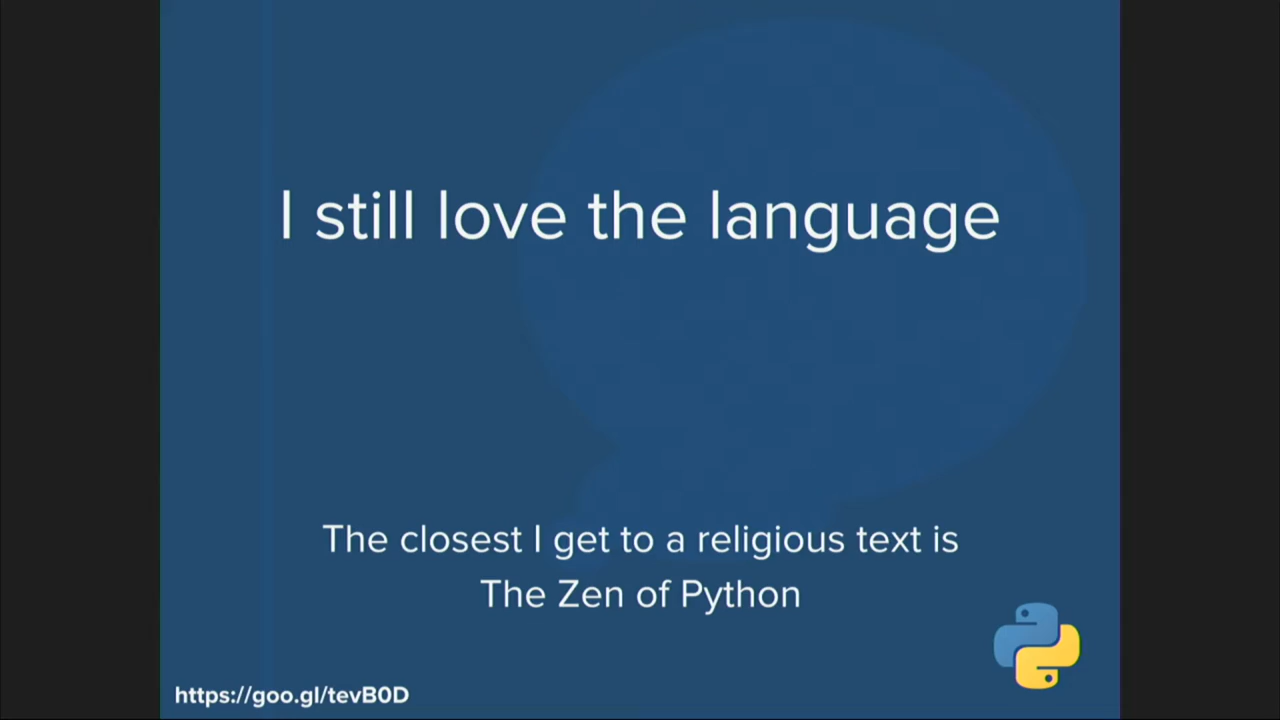 I still love the language
The closest I get to a religious text is
The Zen of Python
https://goo.gl/tevB0D